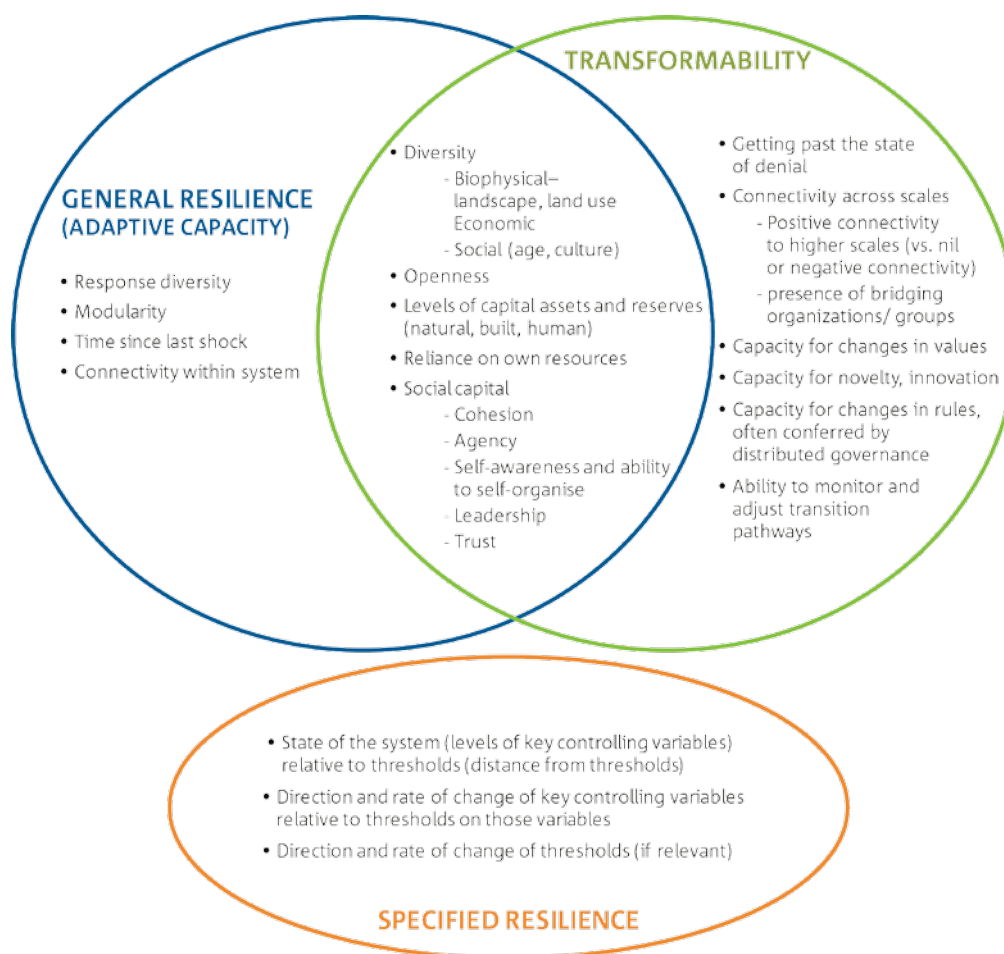 TRANSFORMABILITY
GENERAL RESILIENCE
(ADAPTIVE CAPACITY)
• Response diversity
• Modularity
• Time since last shock
• Connectivity within system
• Diversity
- Biophysical–
landscape, land use
Economic
- Social (age, culture)
• Openness
• Levels of capital assets and reserves
(natural, built, human)
• Reliance on own resources
• Social capital
- Cohesion
- Agency
- Self-awareness and ability
to self-organise
- Leadership
- Trust
• Getting past the state
of denial
• Connectivity across scales
- Positive connectivity
to higher scales (vs. nil
or negative connectivity)
- presence of bridging
organizations/ groups
• Capacity for changes in values
• Capacity for novelty, innovation
• Capacity for changes in rules,
often conferred by
distributed governance
• Ability to monitor and
adjust transition
pathways
• State of the system (levels of key controlling variables)
relative to thresholds (distance from thresholds)
• Direction and rate of change of key controlling variables
relative to thresholds on those variables
• Direction and rate of change of thresholds (if relevant)
SPECIFIED RESILIENCE